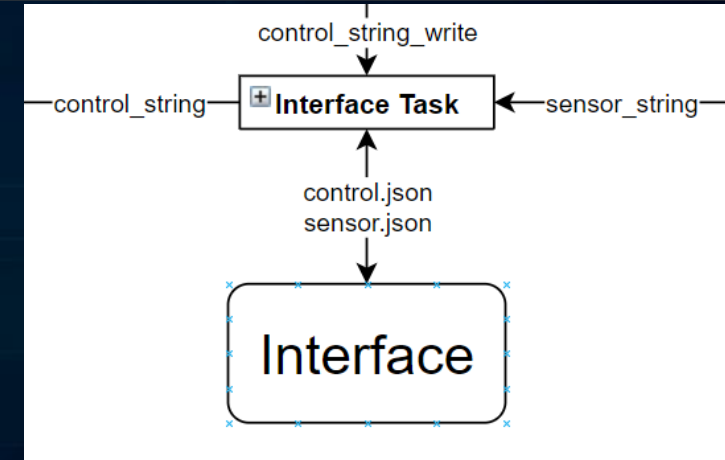 control_string_write
control_string
Interface Task
sensor_string
control.json
sensor.json
Interface